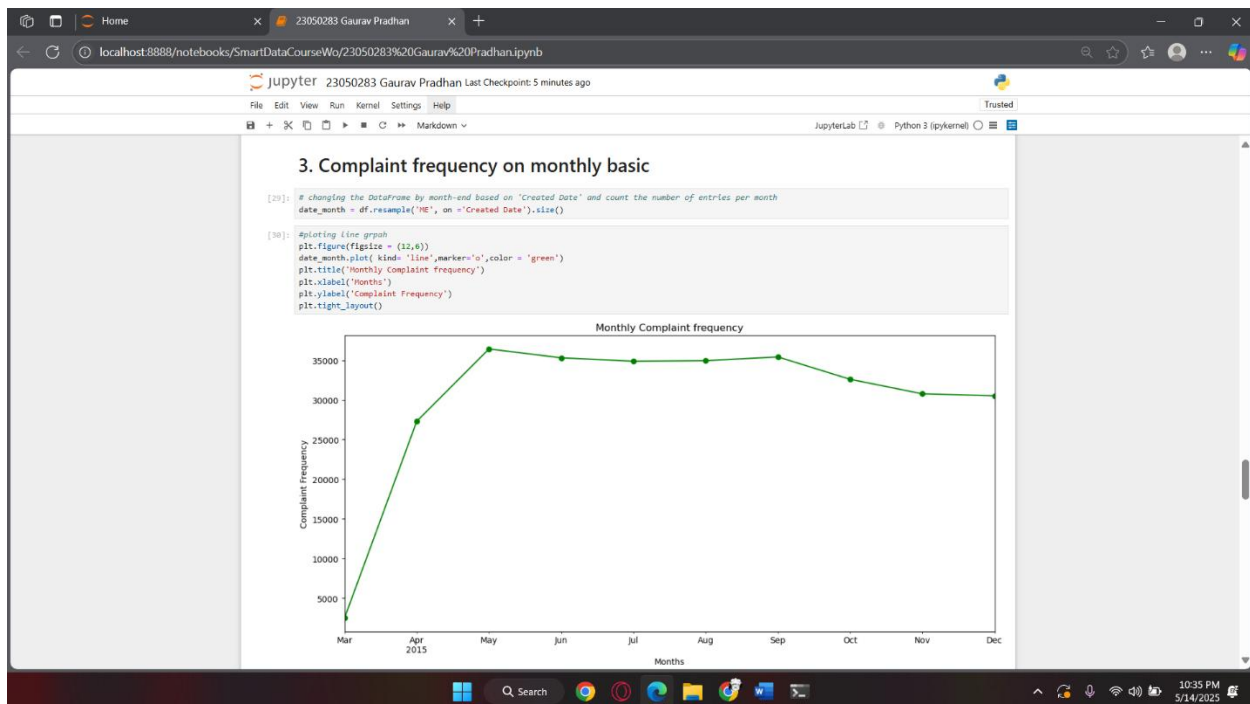 Home
23050283 Gaurav Pradhan
localhost:8888/notebooks/SmartDataCourseWo/23050283%20Gaurav%20Pradhan.ipynb
jupyter 23050283 Gaurav Pradhan Last Checkpoint: 5 minutes ago
File Edit View Run Kernel Settings Help
Trusted
Markdown
JupyterLab
Python 3 (ipykernel)
3. Complaint frequency on monthly basic
[29]: # changing the DataFrame by month-end based on 'Created Date' and count the number of entries per month
date_month = df.resample('ME', on ='Created Date').size()
[30]: #ploting line grpah
plt.figure(figsize = (12,6))
date_month.plot( kind= 'line',marker='o',color = 'green')
plt.title('Monthly Complaint frequency')
plt.xlabel('Months')
plt.ylabel('Complaint Frequency')
plt.tight_layout()
Monthly Complaint frequency
35000
30000
25000
20000
15000
10000
5000
Complaint Frequency
Mar Apr May Jun Jul Aug Sep Oct Nov Dec
2015
Months
Search
10:35 PM
5/14/2025